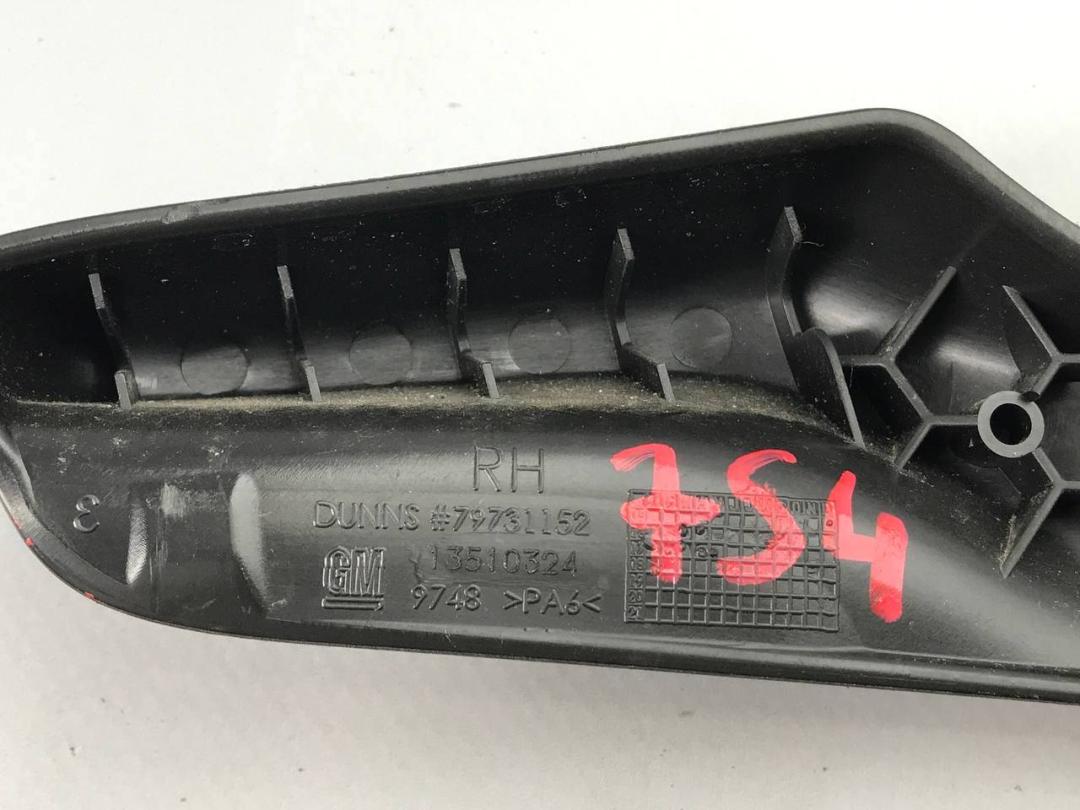 RH
DUNNS #79731152
GM 13510324
9748 >PA6<
754
3